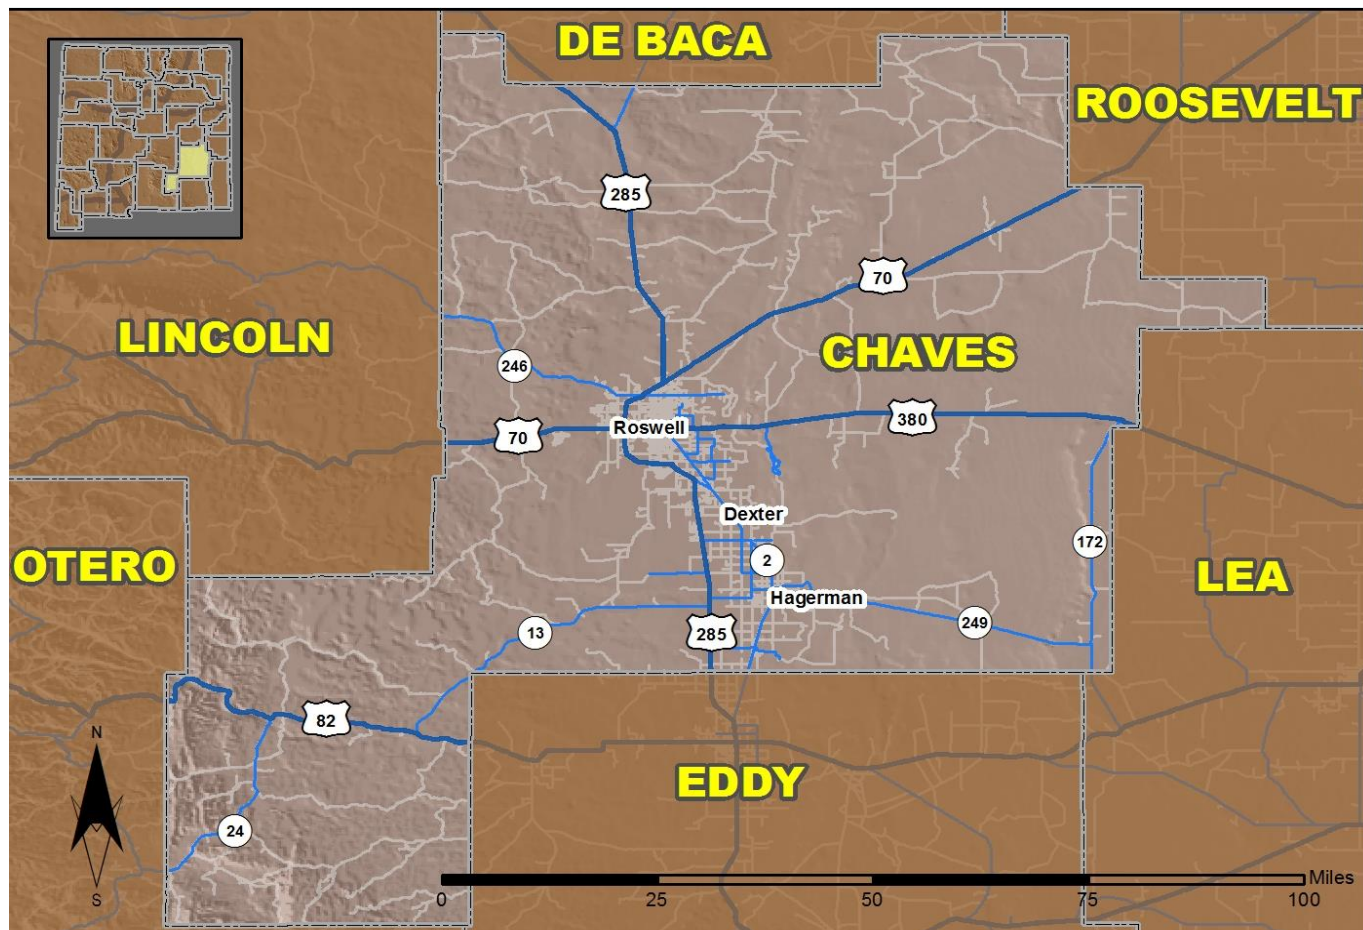 DE BACA
ROOSEVELT
285
70
LINCOLN
CHAVES
246
380
70
Roswell
Dexter
172
2
OTERO
LEA
Hagerman
249
13
285
82
N
EDDY
24
S
Miles
0 25 50 75 100